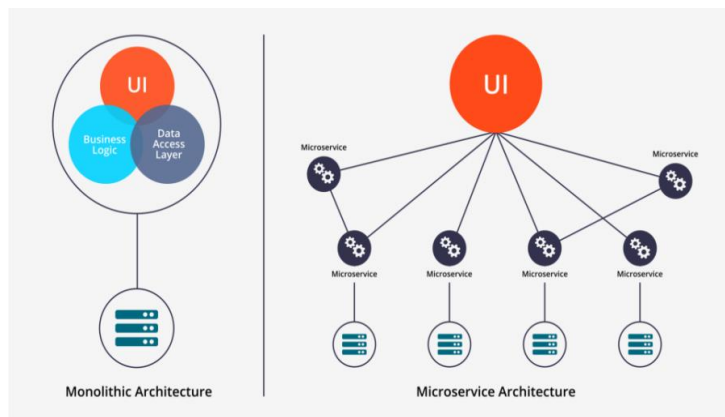 UI
Business
Logic
Data
Access
Layer
Monolithic Architecture
UI
Microservice
Microservice
Microservice
Microservice
Microservice
Microservice
Microservice Architecture